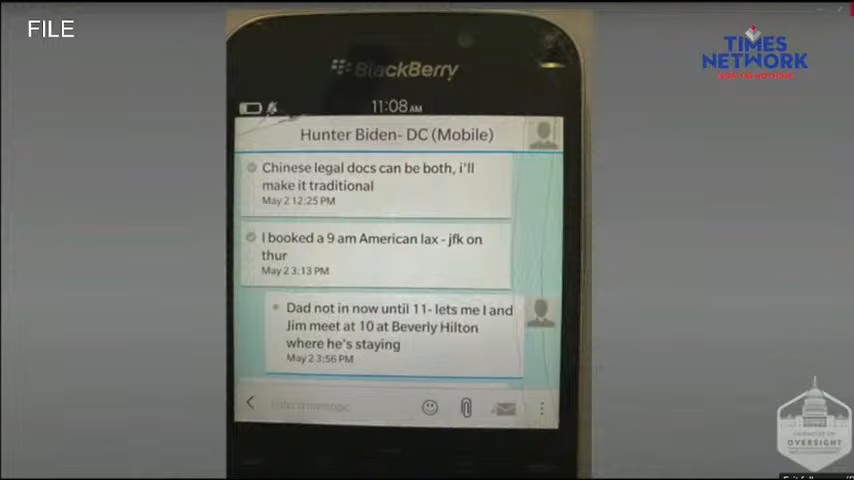 FILE
TIMES
NETWORK
BlackBerry
11:08 AM
Hunter Biden- DC (Mobile)
Chinese legal docs can be both, i'll
make it traditional
May 2 12:25 PM
I booked a 9 am American lax - jfk on
thur
May 2 3:13 PM
Dad not in now until 11- lets me I and
Jim meet at 10 at Beverly Hilton
where he's staying
May 2 3:56 PM
COMMITTEE ON
OVERSIGHT